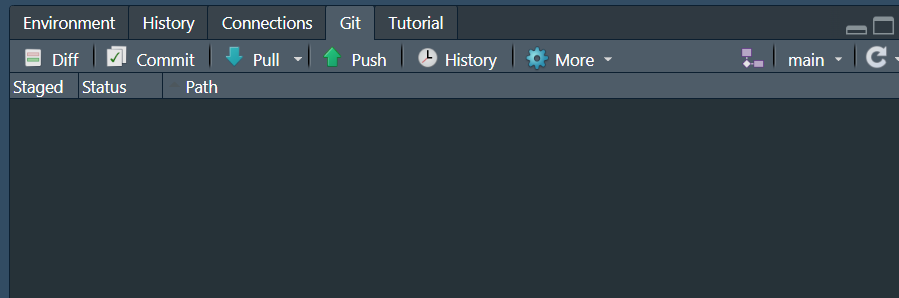 Environment History Connections Git Tutorial
Diff Commit Pull Push History More main
Staged Status Path